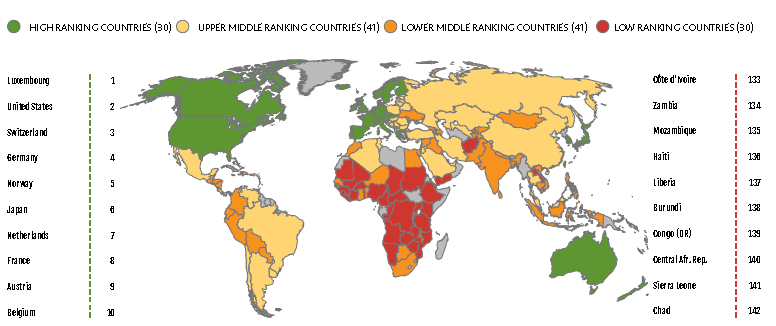 HIGH RANKING COUNTRIES (30) UPPER MIDDLE RANKING COUNTRIES (41) LOWER MIDDLE RANKING COUNTRIES (41) LOW RANKING COUNTRIES (30)
Luxembourg 1
United States 2
Switzerland 3
Germany 4
Norway 5
Japan 6
Netherlands 7
France 8
Austria 9
Belgium 10
Côte d'Ivoire 133
Zambia 134
Mozambique 135
Haiti 136
Liberia 137
Burundi 138
Congo (DR) 139
Central Afr. Rep. 140
Sierra Leone 141
Chad 142